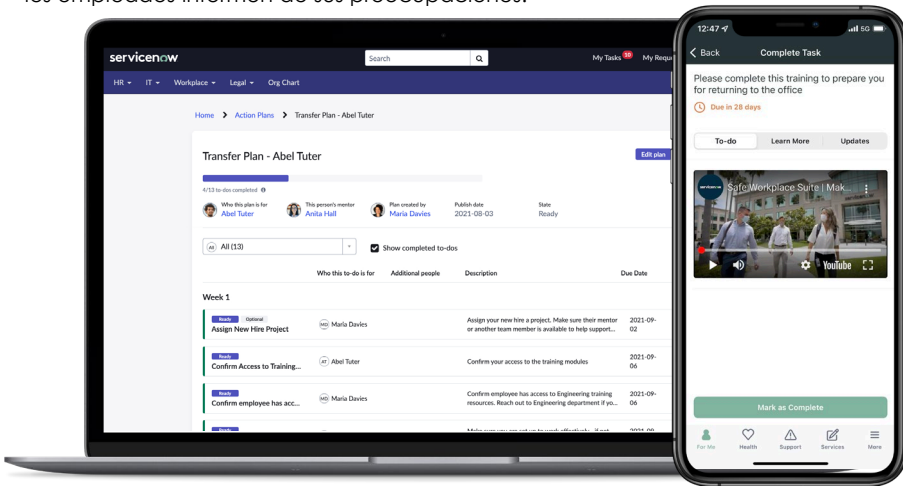 los empleados informen de sus preocupaciones.
servicenow
Search
My Tasks 10
HR
IT
Workplace
Legal
Org Chart
Home > Action Plans > Transfer Plan - Abel Tuter
Transfer Plan - Abel Tuter
Edit plan
4/13 to-dos completed
Who this plan is for
Abel Tuter
This person's mentor
Anita Hall
Plan created by
Maria Davies
Publish date
2021-08-03
State
Ready
All All (13)
Show completed to-dos
Who this to-do is for
Additional people
Description
Due Date
Week 1
Ready Optional
Assign New Hire Project
MD Maria Davies
Assign your new hire a project. Make sure their mentor
or another team member is available to help support...
2021-09-
02
Ready
Confirm Access to Training...
AT Abel Tuter
Confirm your access to the training modules
2021-09-
06
Ready
Confirm employee has acc...
MD Maria Davies
Confirm employee has access to Engineering training
resources. Reach out to Engineering department if yo...
2021-09-
06
12:47
5G
Back
Complete Task
Please complete this training to prepare you
for returning to the office
Due in 28 days
To-do
Learn More
Updates
servicenow
Safe Workplace Suite | Mak...
YouTube
Mark as Complete
For Me
Health
Support
Services
More